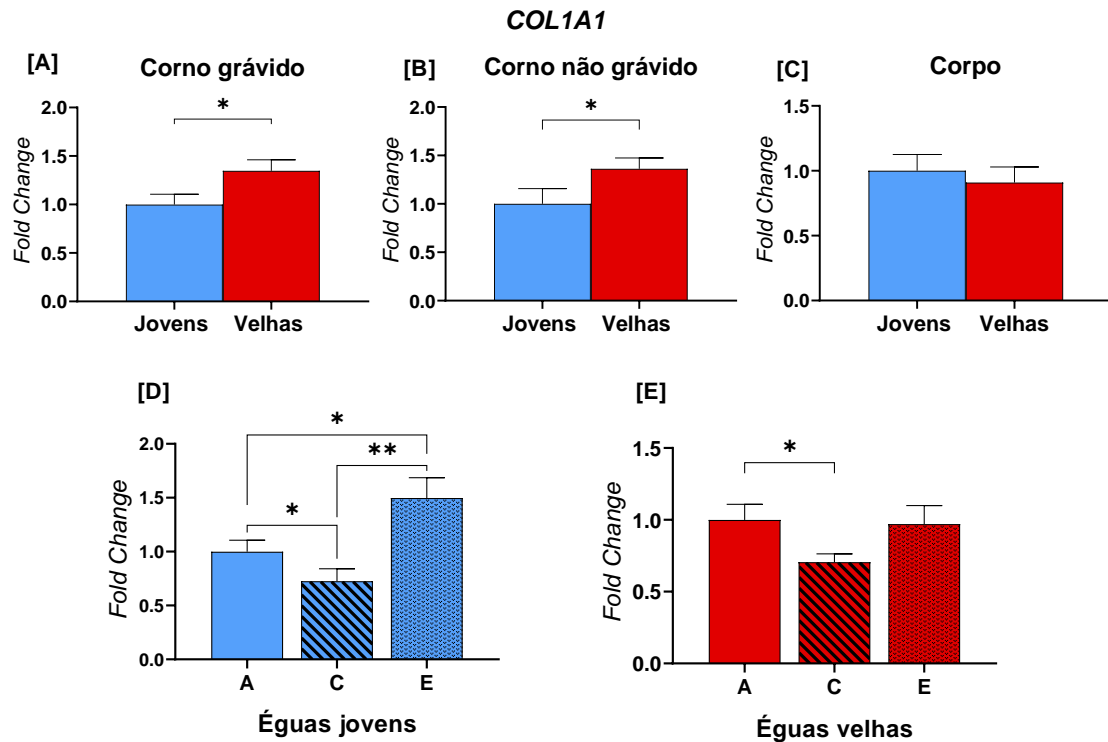 COL1A1
[A]
Corno grávido
Fold Change
2.0
1.5
1.0
0.5
0.0
*
Jovens Velhas
[B]
Corno não grávido
Fold Change
2.0
1.5
1.0
0.5
0.0
*
Jovens Velhas
[C]
Corpo
Fold Change
1.5
1.0
0.5
0.0
Jovens Velhas
[D]
Fold Change
2.0
1.5
1.0
0.5
0.0
*
**
*
A C E
Éguas jovens
[E]
Fold Change
1.5
1.0
0.5
0.0
*
A C E
Éguas velhas